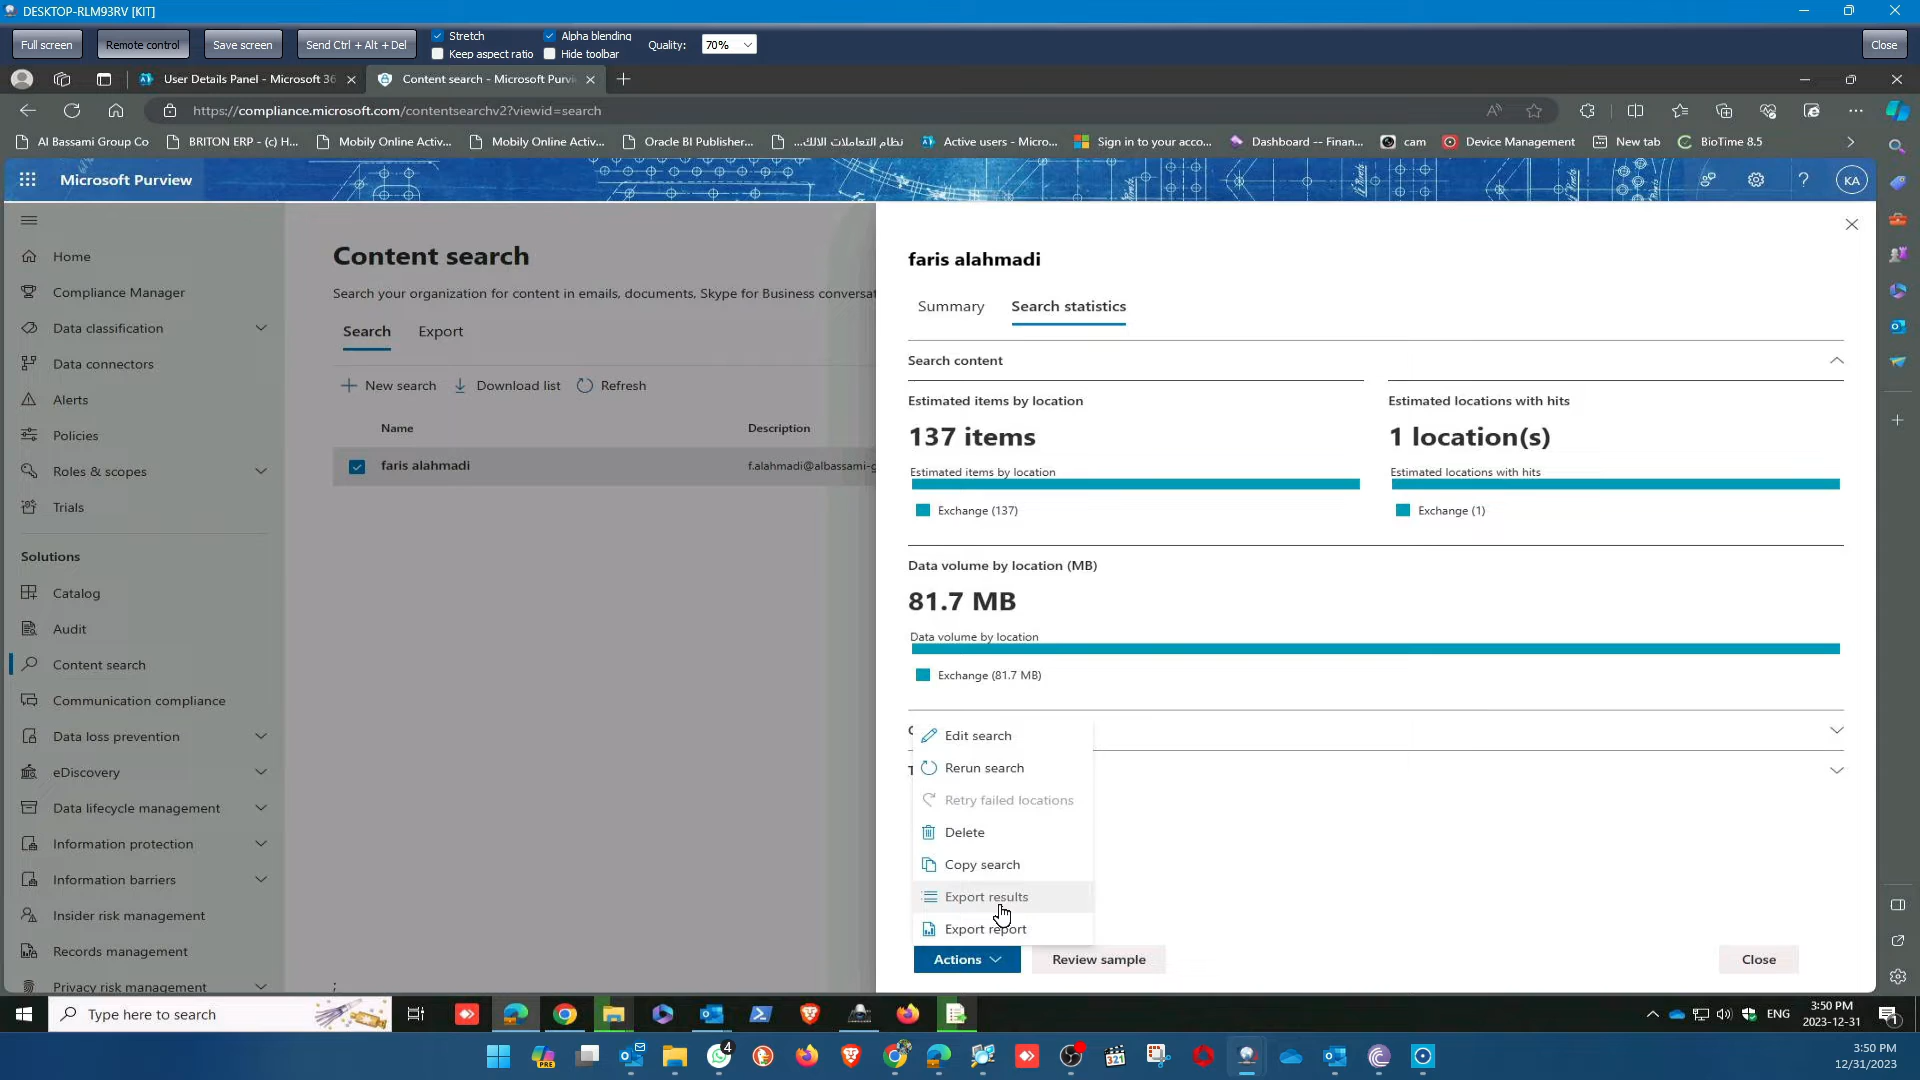 DESKTOP-RLM93RV [KIT]
Full screen
Remote control
Save screen
Send Ctrl + Alt + Del
Stretch
Keep aspect ratio
Alpha blending
Hide toolbar
Quality:
70%
Close
User Details Panel - Microsoft 36
Content search - Microsoft Purvi
https://compliance.microsoft.com/contentsearchv2?viewid=search
Al Bassami Group Co
BRITON ERP - (c) H...
Mobily Online Activ...
Mobily Online Activ...
Oracle BI Publisher...
نظام التعاملات الالك...
Active users - Micro...
Sign in to your acco...
Dashboard -- Finan...
cam
Device Management
New tab
BioTime 8.5
Microsoft Purview
KA
Home
Compliance Manager
Data classification
Data connectors
Alerts
Policies
Roles & scopes
Trials
Solutions
Catalog
Audit
Content search
Communication compliance
Data loss prevention
eDiscovery
Data lifecycle management
Information protection
Information barriers
Insider risk management
Records management
Privacy risk management
Content search
Search your organization for content in emails, documents, Skype for Business conversat
Search
Export
New search
Download list
Refresh
Name
Description
faris alahmadi
f.alahmadi@albassami-g
faris alahmadi
Summary
Search statistics
Search content
Estimated items by location
137 items
Estimated items by location
Exchange (137)
Estimated locations with hits
1 location(s)
Estimated locations with hits
Exchange (1)
Data volume by location (MB)
81.7 MB
Data volume by location
Exchange (81.7 MB)
Edit search
Rerun search
Retry failed locations
Delete
Copy search
Export results
Export report
Actions
Review sample
Close
Type here to search
ENG
3:50 PM
2023-12-31
1
PRE
4
321
3:50 PM
12/31/2023